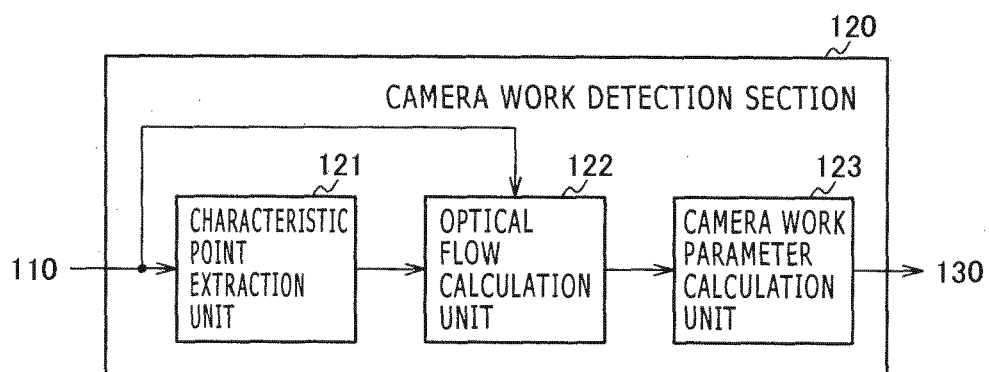 120
CAMERA WORK DETECTION SECTION
121
122
123
110
CHARACTERISTIC
POINT
EXTRACTION
UNIT
OPTICAL
FLOW
CALCULATION
UNIT
CAMERA WORK
PARAMETER
CALCULATION
UNIT
130